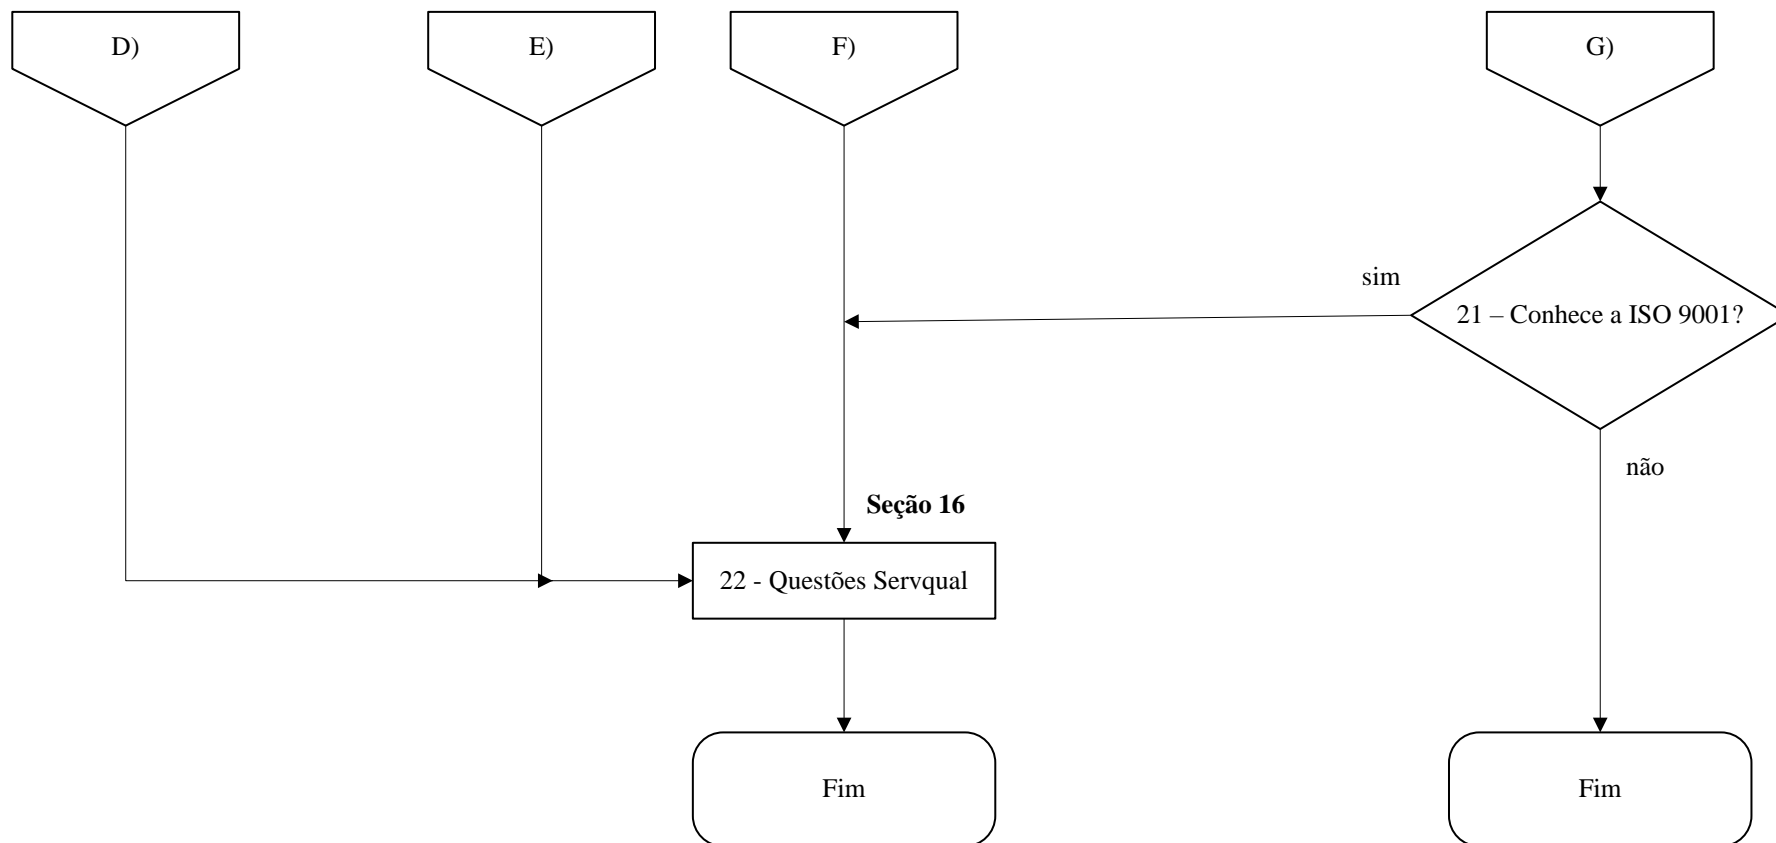 D)
E)
F)
G)
sim
21 – Conhece a ISO 9001?
não
Seção 16
22 - Questões Servqual
Fim
Fim